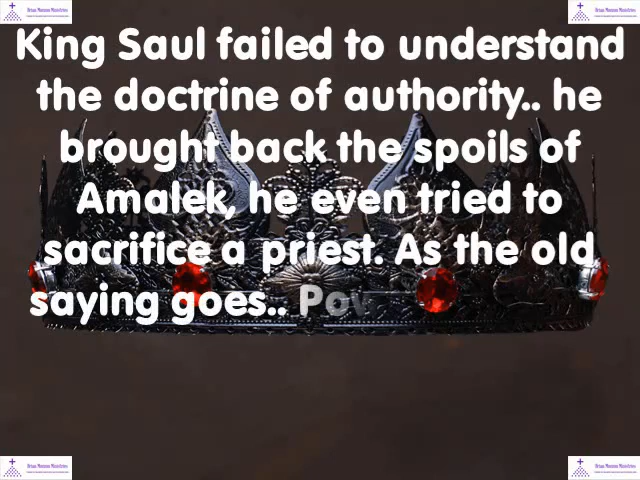 King Saul failed to understand
the doctrine of authority.. he
brought back the spoils of
Amalek, he even tried to
sacrifice a priest. As the old
saying goes.. Pow